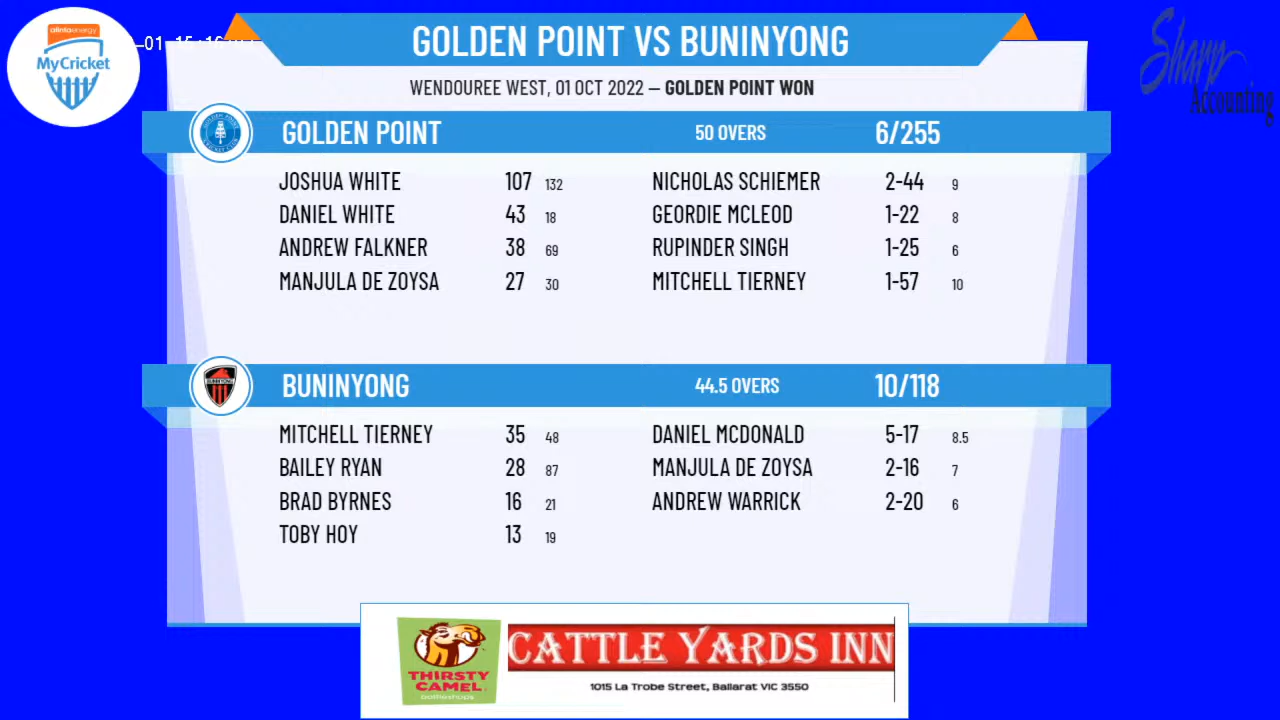 alintaenergy
MyCricket
GOLDEN POINT VS BUNINYONG
Sharp
Accounting
WENDOUREE WEST, 01 OCT 2022 – GOLDEN POINT WON
GOLDEN POINT 50 OVERS 6/255
JOSHUA WHITE 107 132 NICHOLAS SCHIEMER 2-44 9
DANIEL WHITE 43 18 GEORDIE MCLEOD 1-22 8
ANDREW FALKNER 38 69 RUPINDER SINGH 1-25 6
MANJULA DE ZOYSA 27 30 MITCHELL TIERNEY 1-57 10
BUNINYONG 44.5 OVERS 10/118
MITCHELL TIERNEY 35 48 DANIEL MCDONALD 5-17 8.5
BAILEY RYAN 28 87 MANJULA DE ZOYSA 2-16 7
BRAD BYRNES 16 21 ANDREW WARRICK 2-20 6
TOBY HOY 13 19
THIRSTY
CAMEL
bottleshops
CATTLE YARDS INN
1015 La Trobe Street, Ballarat VIC 3550